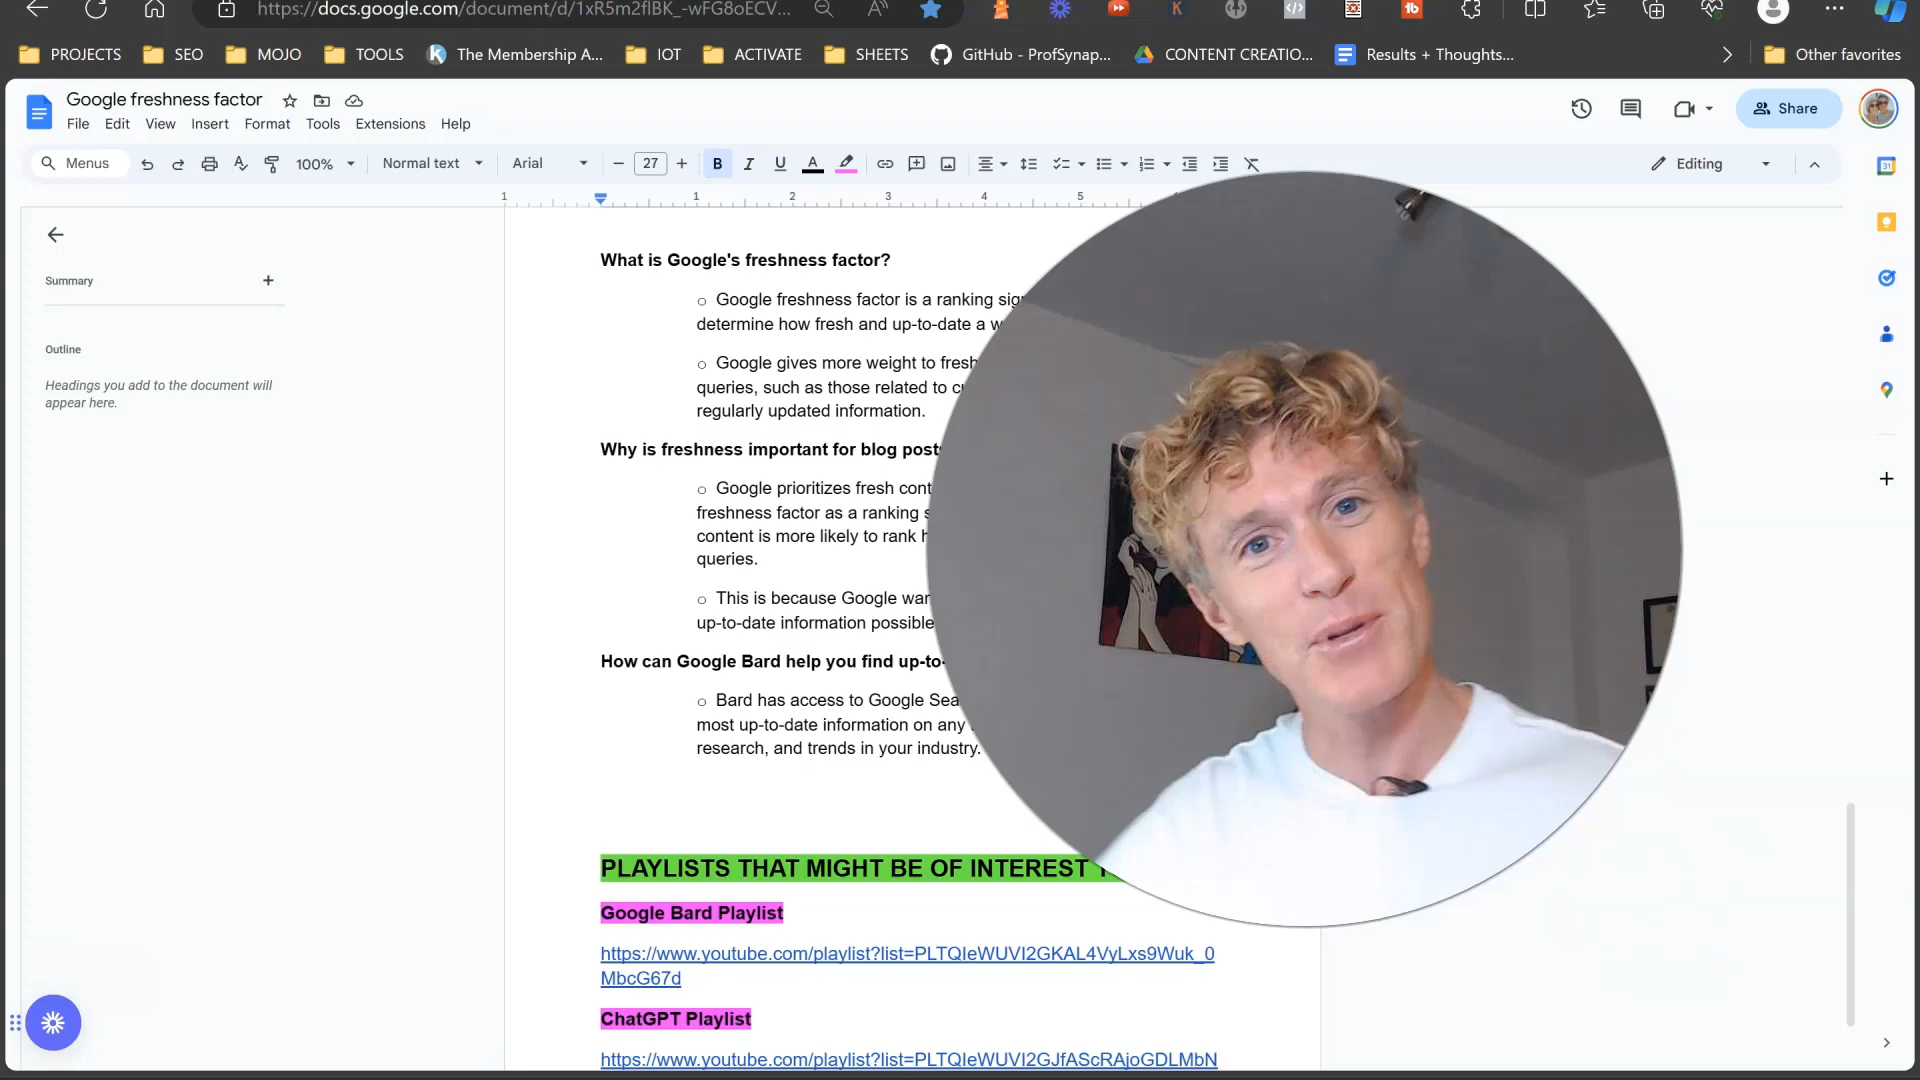 https://docs.google.com/document/d/1xR5m2flBK_-wFG8oECV...
PROJECTS SEO MOJO TOOLS The Membership A... IOT ACTIVATE SHEETS GitHub - ProfSynap... CONTENT CREATIO... Results + Thoughts... Other favorites
Google freshness factor
File Edit View Insert Format Tools Extensions Help
Share
Menus 100% Normal text Arial 27 B I U A Editing
1 1 2 3 4 5
Summary
Outline
Headings you add to the document will
appear here.
What is Google's freshness factor?
Google freshness factor is a ranking
determine how fresh and up-to-date a
Google gives more weight to fresh
queries, such as those related to
regularly updated information.
Why is freshness important for blog posts
Google prioritizes fresh
freshness factor as a ranking
content is more likely to rank
queries.
This is because Google
up-to-date information possible
How can Google Bard help you find up-to-
Bard has access to Google
most up-to-date information on any
research, and trends in your industry.
PLAYLISTS THAT MIGHT BE OF INTEREST
Google Bard Playlist
https://www.youtube.com/playlist?list=PLTQIeWUVI2GKAL4VyLxs9Wuk_0
MbcG67d
ChatGPT Playlist
https://www.youtube.com/playlist?list=PLTQIeWUVI2GJfAScRAjoGDLMbN